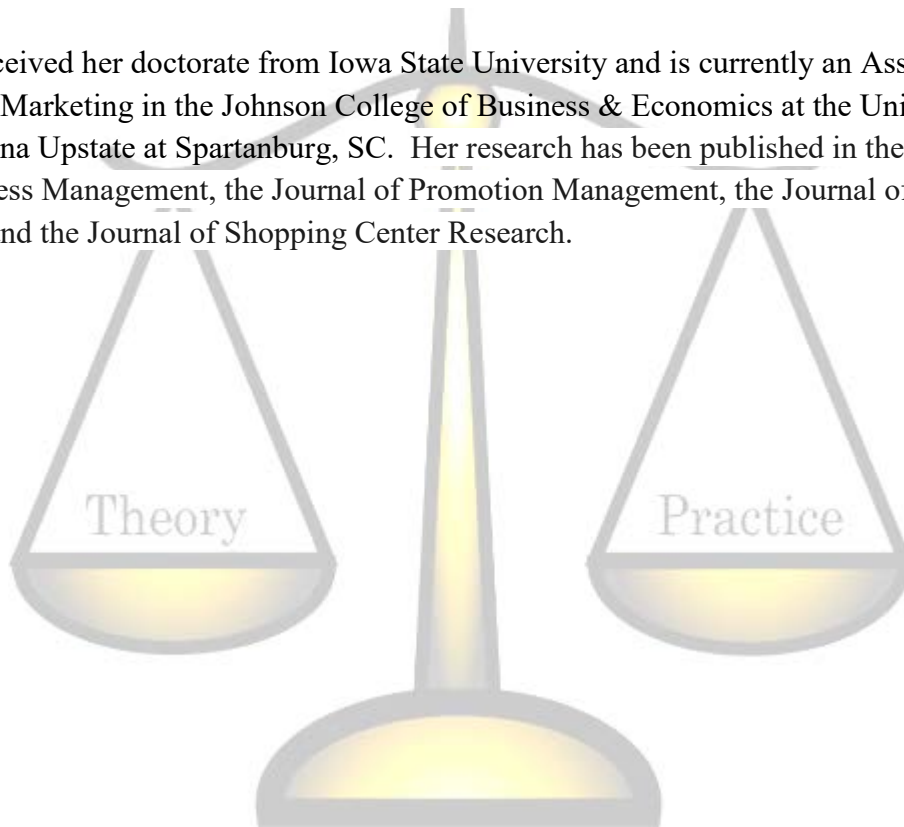 ceived her doctorate from Iowa State University and is currently an Ass
Marketing in the Johnson College of Business & Economics at the Uni
na Upstate at Spartanburg, SC.  Her research has been published in the
ess Management, the Journal of Promotion Management, the Journal of
nd the Journal of Shopping Center Research.
Theory
Practice